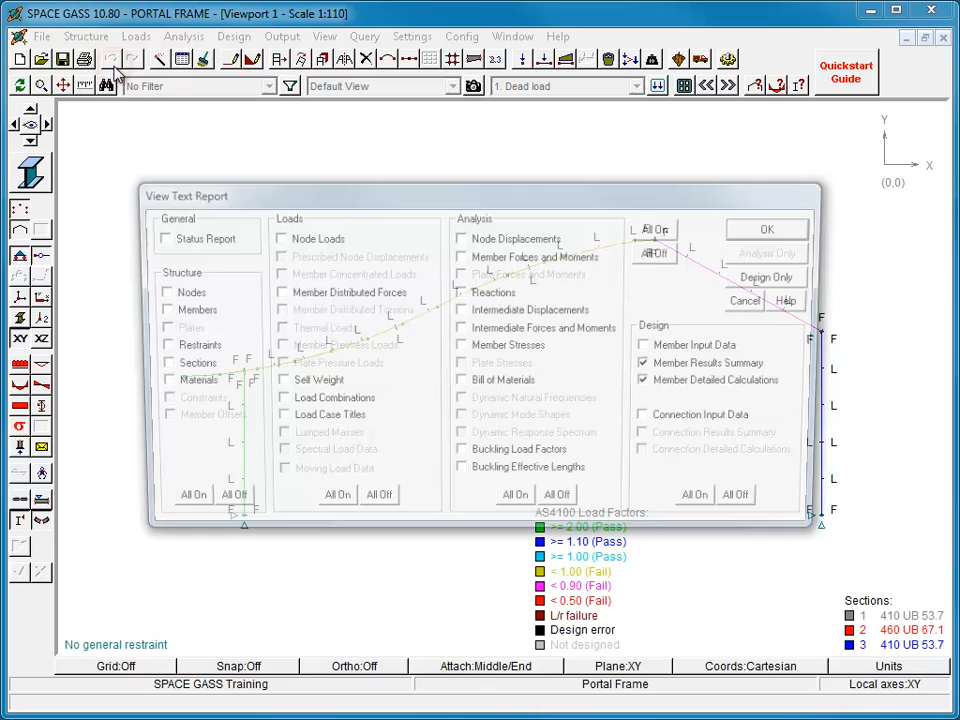 SPACE GASS 10.80 - PORTAL FRAME - [Viewport 1 - Scale 1:110]
File Structure Loads Analysis Design Output View Query Settings Config Window Help
2.3
Quickstart Guide
No Filter
Default View
1. Dead load
Y
X
(0,0)
View Text Report
General
Status Report
Structure
Nodes
Members
Plates
Restraints
Sections
Materials
Constraints
Member Offsets
All On All Off
Loads
Node Loads
Prescribed Node Displacements
Member Concentrated Loads
Member Distributed Forces
Member Distributed Torsions
Thermal Loads
Member Prestress Loads
Plate Pressure Loads
Self Weight
Load Combinations
Load Case Titles
Lumped Masses
Spectral Load Data
Moving Load Data
All On All Off
Analysis
Node Displacements
Member Forces and Moments
Plate Forces and Moments
Reactions
Intermediate Displacements
Intermediate Forces and Moments
Member Stresses
Plate Stresses
Bill of Materials
Dynamic Natural Frequencies
Dynamic Mode Shapes
Dynamic Response Spectrum
Buckling Load Factors
Buckling Effective Lengths
All On All Off
All On
All Off
OK
Analysis Only
Design Only
Cancel Help
Design
Member Input Data
Member Results Summary
Member Detailed Calculations
Connection Input Data
Connection Results Summary
Connection Detailed Calculations
All On All Off
XY XZ
AS4100 Load Factors:
>= 2.00 (Pass)
>= 1.10 (Pass)
>= 1.00 (Pass)
< 1.00 (Fail)
< 0.90 (Fail)
< 0.50 (Fail)
L/r failure
Design error
Not designed
Sections:
1 410 UB 53.7
2 460 UB 67.1
3 410 UB 53.7
No general restraint
Grid:Off Snap:Off Ortho:Off Attach:Middle/End Plane:XY Coords:Cartesian Units
SPACE GASS Training Portal Frame Local axes:XY